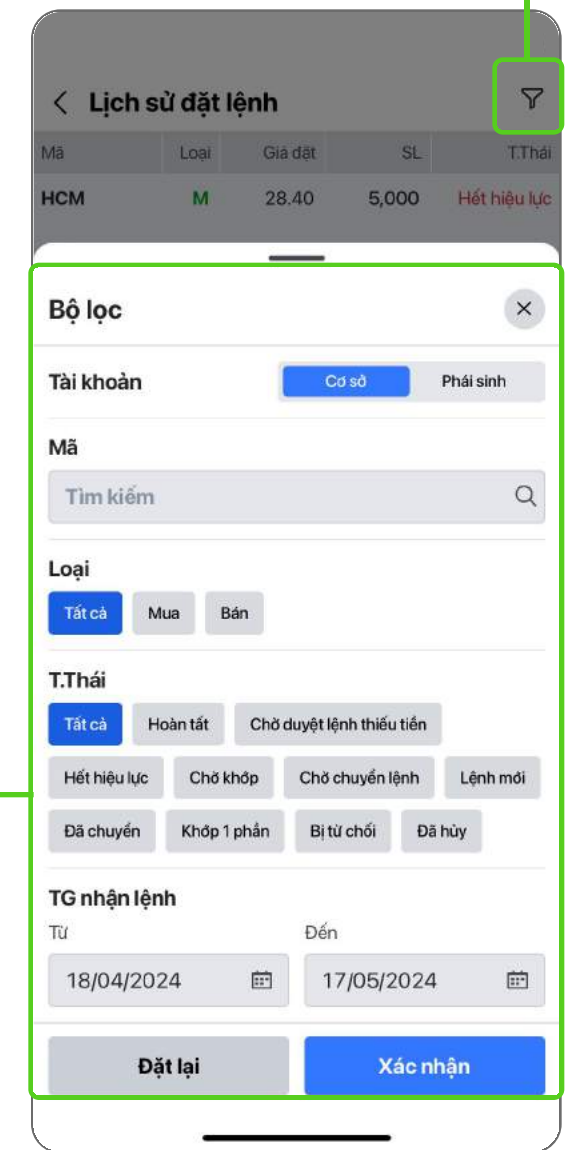 Lịch sử đặt lệnh
Mã Loại Giá đặt SL T.Thái
HCM M 28.40 5,000 Hết hiệu lực
Bộ lọc
Tài khoản Cơ sở Phái sinh
Mã
Tìm kiếm
Loại
Tất cả Mua Bán
T.Thái
Tất cả Hoàn tất Chờ duyệt lệnh thiếu tiền
Hết hiệu lực Chờ khớp Chờ chuyển lệnh Lệnh mới
Đã chuyển Khớp 1 phần Bị từ chối Đã hủy
TG nhận lệnh
Từ Đến
18/04/2024 17/05/2024
Đặt lại Xác nhận